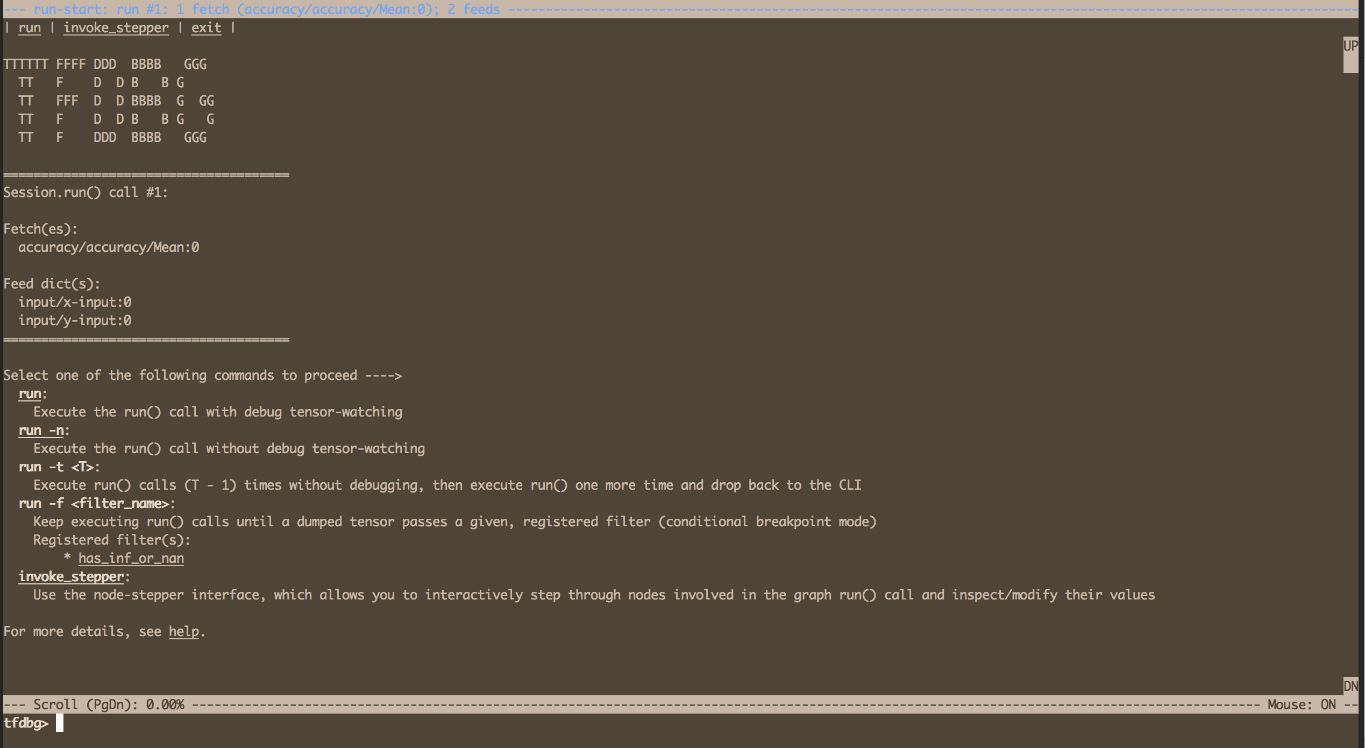 --- run-start: run #1: 1 fetch (accuracy/accuracy/Mean:0); 2 feeds ---
| run | invoke_stepper | exit |
UP
TTTTTT FFFF DDD  BBBB   GGG
  TT   F    D  D B   B G
  TT   FFF  D  D BBBB  G  GG
  TT   F    D  D B   B G   G
  TT   F    DDD  BBBB   GGG
======================================
Session.run() call #1:
Fetch(es):
  accuracy/accuracy/Mean:0
Feed dict(s):
  input/x-input:0
  input/y-input:0
======================================
Select one of the following commands to proceed ---->
  run:
    Execute the run() call with debug tensor-watching
  run -n:
    Execute the run() call without debug tensor-watching
  run -t <T>:
    Execute run() calls (T - 1) times without debugging, then execute run() one more time and drop back to the CLI
  run -f <filter_name>:
    Keep executing run() calls until a dumped tensor passes a given, registered filter (conditional breakpoint mode)
    Registered filter(s):
        * has_inf_or_nan
  invoke_stepper:
    Use the node-stepper interface, which allows you to interactively step through nodes involved in the graph run() call and inspect/modify their values
For more details, see help.
DN
--- Scroll (PgDn): 0.00% --- Mouse: ON --
tfdbg>